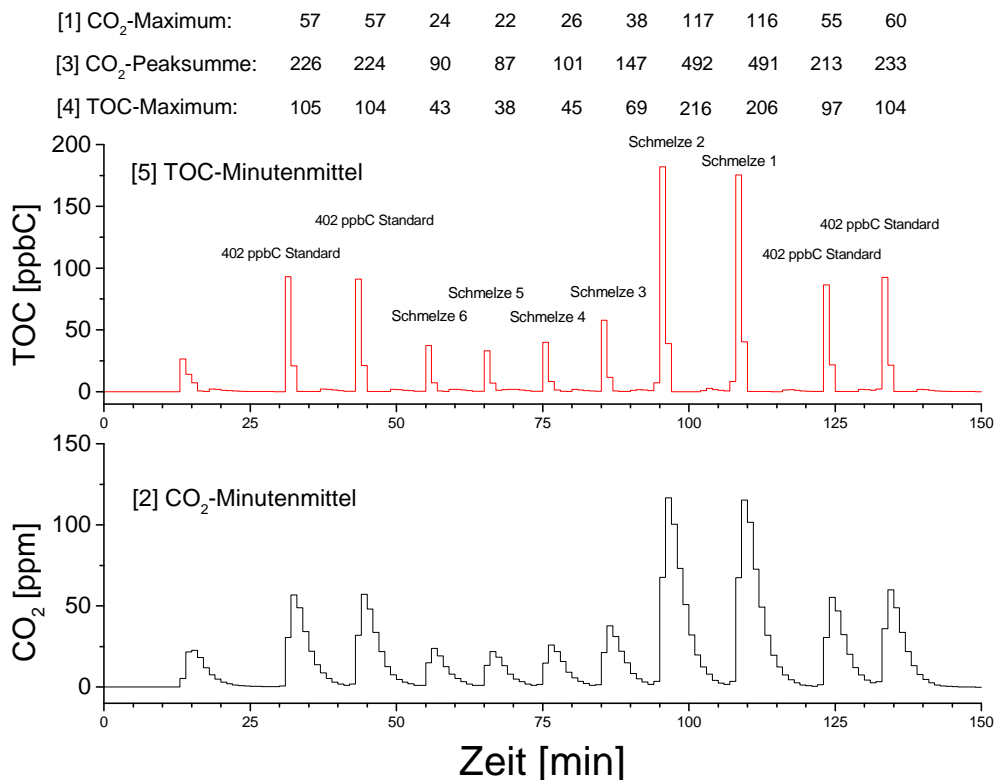 [1] CO₂-Maximum: 57 57 24 22 26 38 117 116 55 60
[3] CO₂-Peaksumme: 226 224 90 87 101 147 492 491 213 233
[4] TOC-Maximum: 105 104 43 38 45 69 216 206 97 104
[5] TOC-Minutenmittel
TOC [ppbC]
200
150
100
50
0
402 ppbC Standard
402 ppbC Standard
Schmelze 6
Schmelze 5
Schmelze 4
Schmelze 3
Schmelze 2
Schmelze 1
402 ppbC Standard
402 ppbC Standard
0 25 50 75 100 125 150
[2] CO₂-Minutenmittel
CO₂ [ppm]
150
100
50
0
0 25 50 75 100 125 150
Zeit [min]